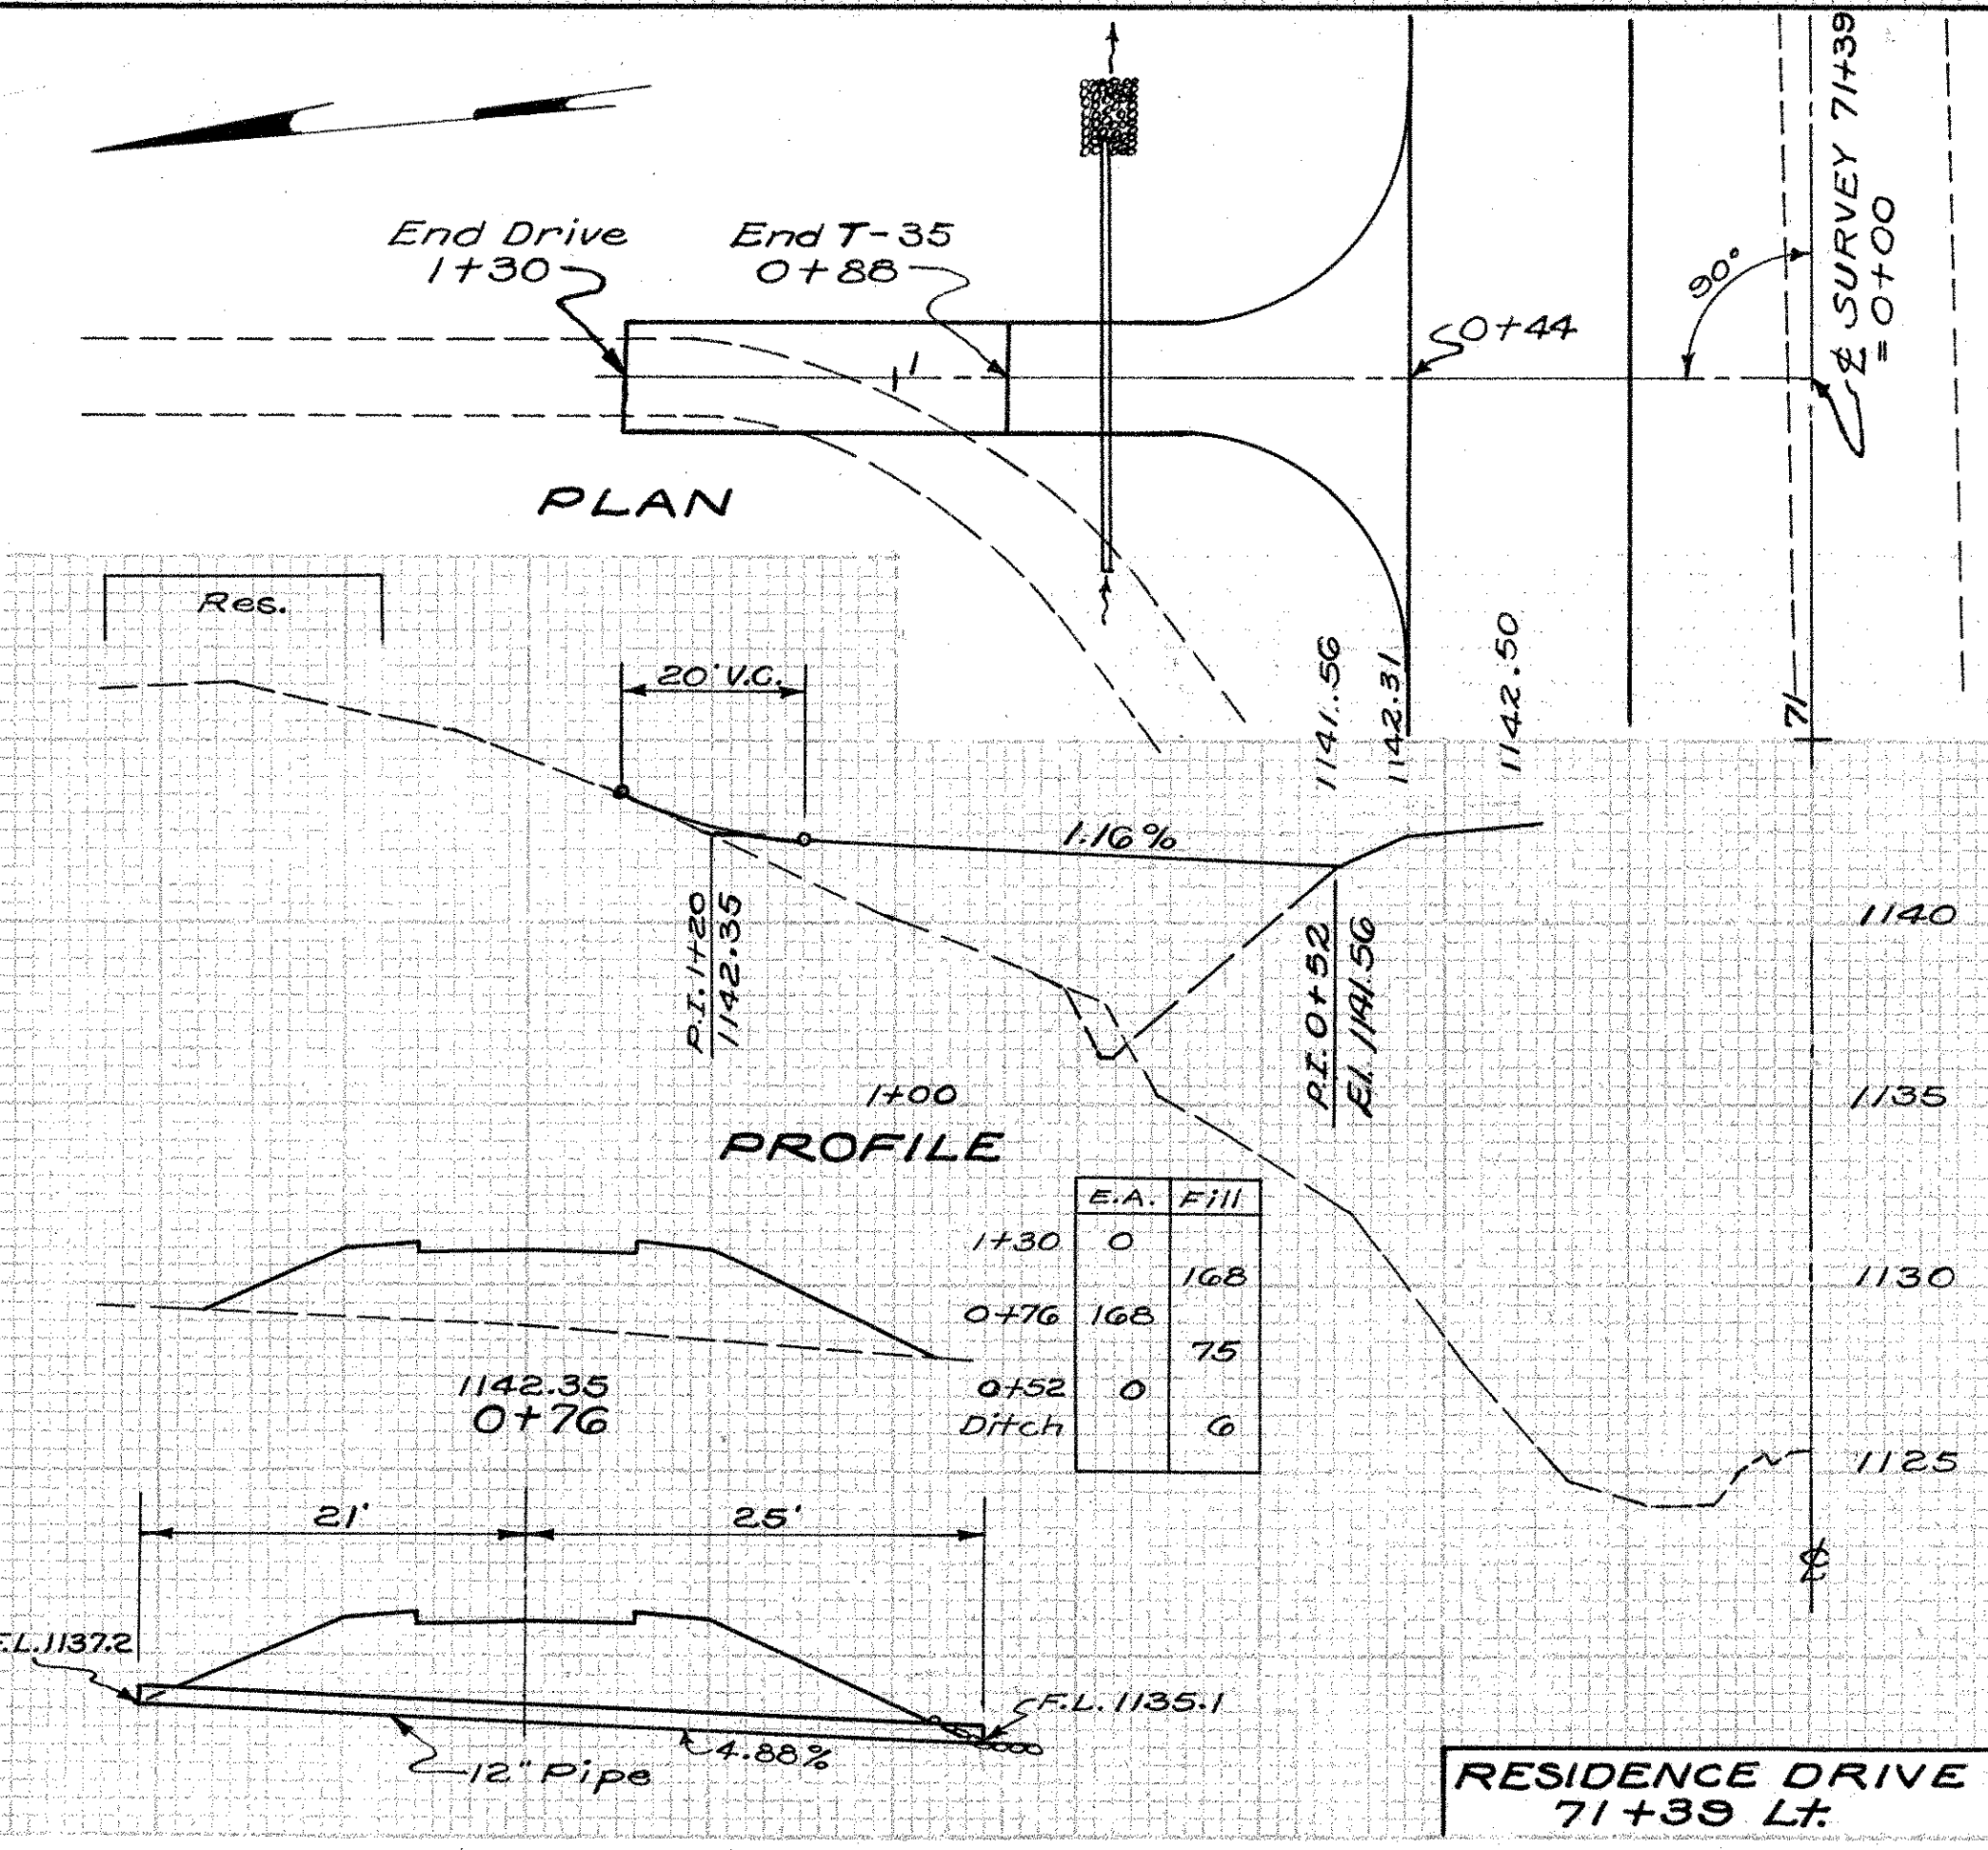 End Drive
1+30
End T-35
0+88
0+44
90°
℄ SURVEY 71+39
= 0+00
1'
PLAN
71
Res.
20' V.C.
1141.56
1142.31
1142.50
1.16%
P.I. 1+20
1142.35
P.I. 0+52
El. 1141.56
1140
1135
1130
1125
1+00
PROFILE
E.A. Fill
1+30 0
168
0+76 168
75
0+52 0
Ditch 6
1142.35
0+76
21' 25'
℄
F.L. 1137.2
F.L. 1135.1
4.88%
12" Pipe
RESIDENCE DRIVE
71+39 Lt.